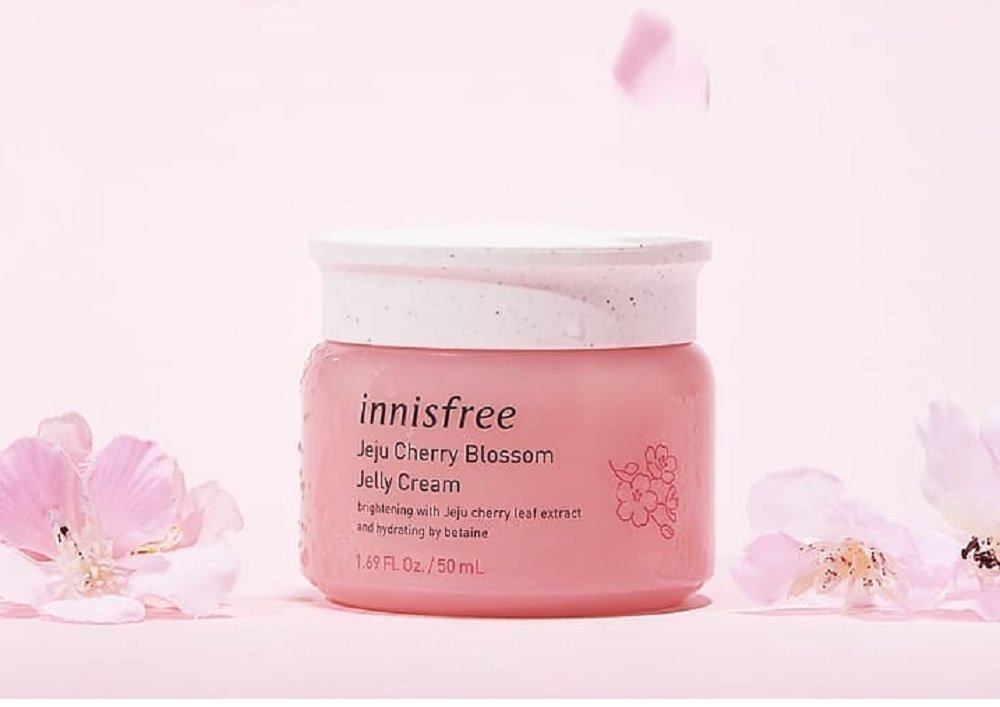 innisfree
Jeju Cherry Blossom
Jelly Cream
brightening with Jeju cherry leaf extract
and hydrating by betaine
1.69 FL Oz. / 50 mL